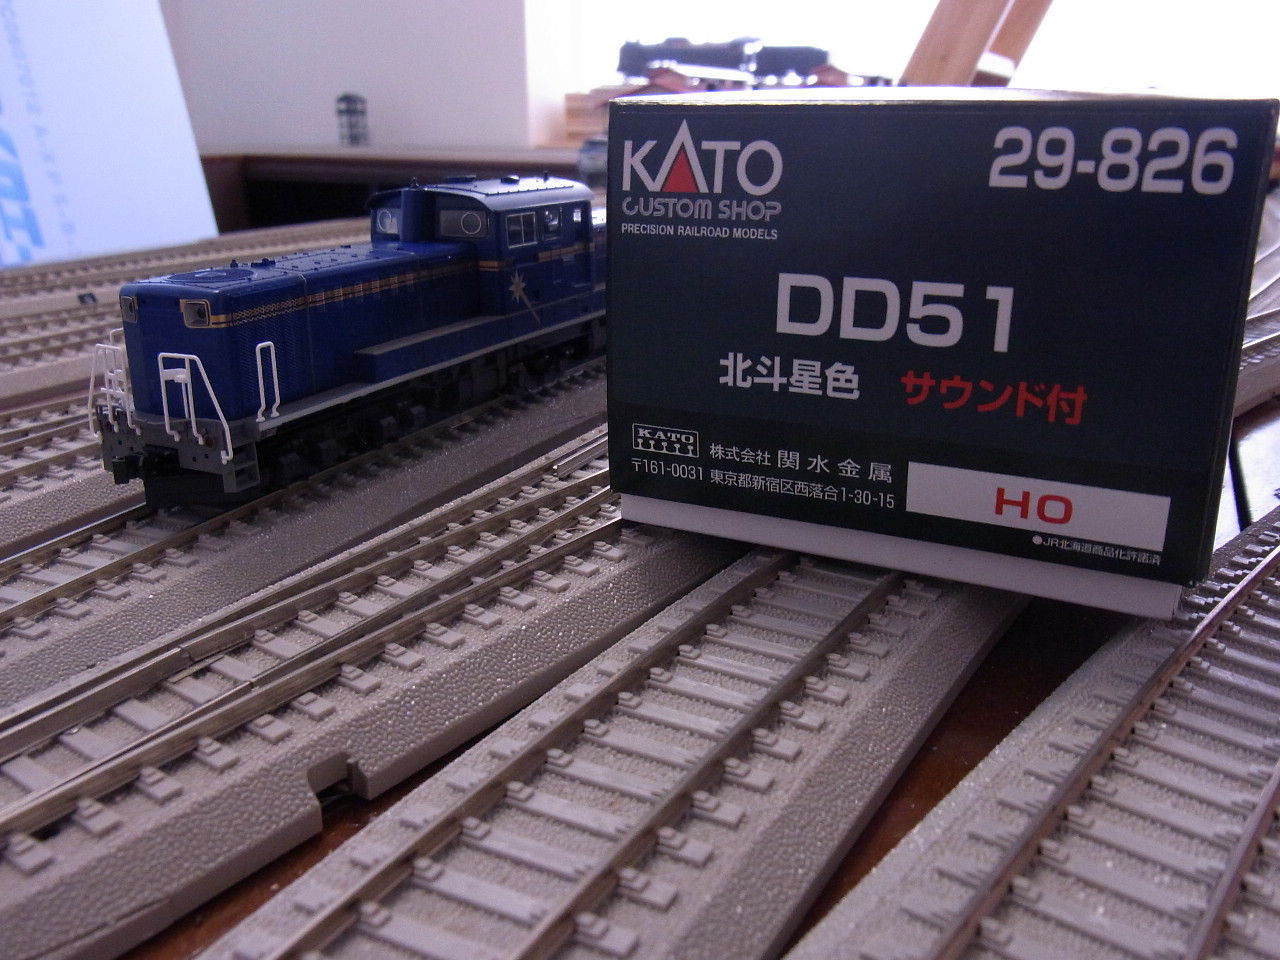 KATO
CUSTOM SHOP
PRECISION RAILROAD MODELS
29-826
DD51
北斗星色 サウンド付
KATO
株式会社 関水金属
〒161-0031 東京都新宿区西落合1-30-15
HO
●JR北海道商品化許諾済